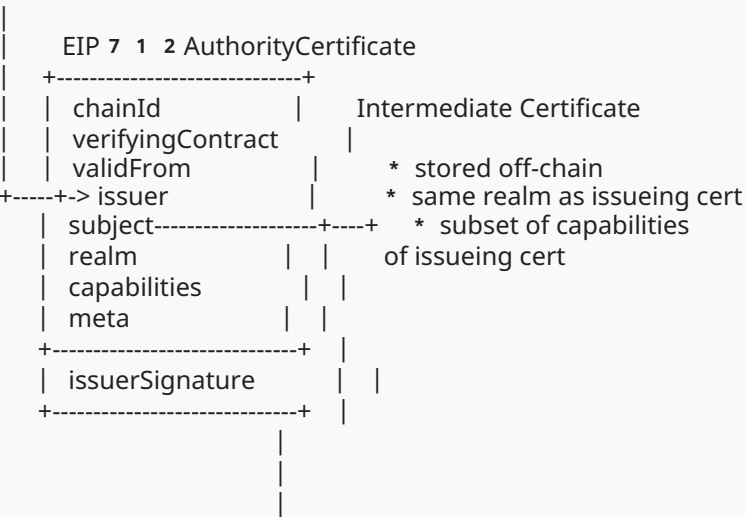 |
|      EIP 7 1 2 AuthorityCertificate
|    +------------------------------+
|    |  chainId               |      Intermediate Certificate
|    |  verifyingContract        |
|    |  validFrom               |        * stored off-chain
+-----+-> issuer                  |        * same realm as issueing cert
    |  subject--------------------+----+    * subset of capabilities
    |  realm                |  |      of issueing cert
    |  capabilities            |  |
    |  meta                |  |
    +------------------------------+  |
    |  issuerSignature          |  |
    +------------------------------+  |
                              |
                              |
                              |